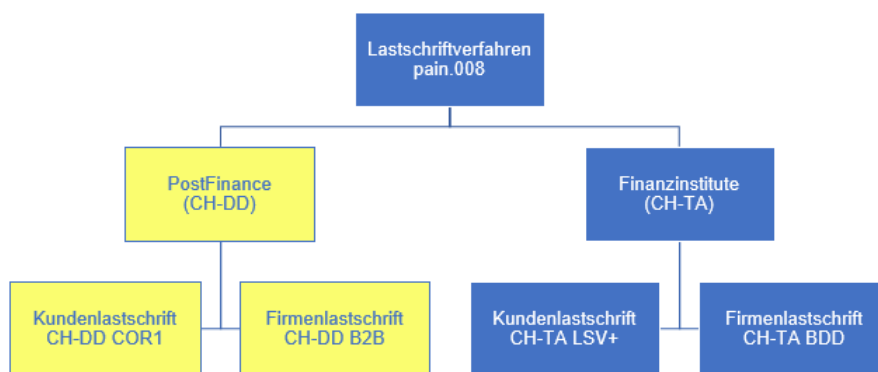 Lastschriftverfahren
pain.008
PostFinance
(CH-DD)
Finanzinstitute
(CH-TA)
Kundenlastschrift
CH-DD COR1
Firmenlastschrift
CH-DD B2B
Kundenlastschrift
CH-TA LSV+
Firmenlastschrift
CH-TA BDD